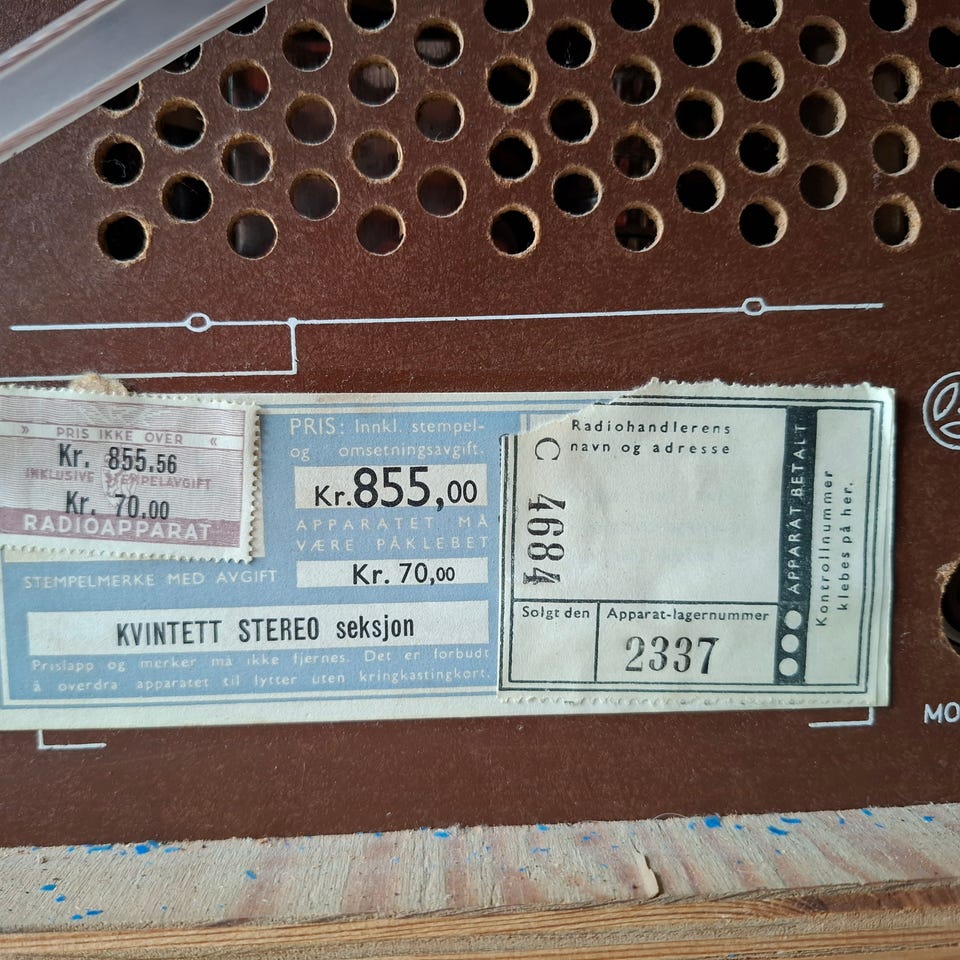 » PRIS IKKE OVER «
Kr. 855.56
INKLUSIVE STEMPELAVGIFT
Kr. 70.00
RADIOAPPARAT
PRIS: Innkl. stempel-
og omsetningsavgift.
Kr. 855,00
APPARATET MÅ
VÆRE PÅKLEBET
STEMPELMERKE MED AVGIFT
Kr. 70,00
KVINTETT STEREO seksjon
Prislapp og merker må ikke fjernes. Det er forbudt
å overdra apparatet til lytter uten kringkastingkort.
C 4684
Radiohandlerens
navn og adresse
Solgt den
Apparat-lagernummer
2337
APPARAT BETALT
Kontrollnummer
klebes på her.
MO